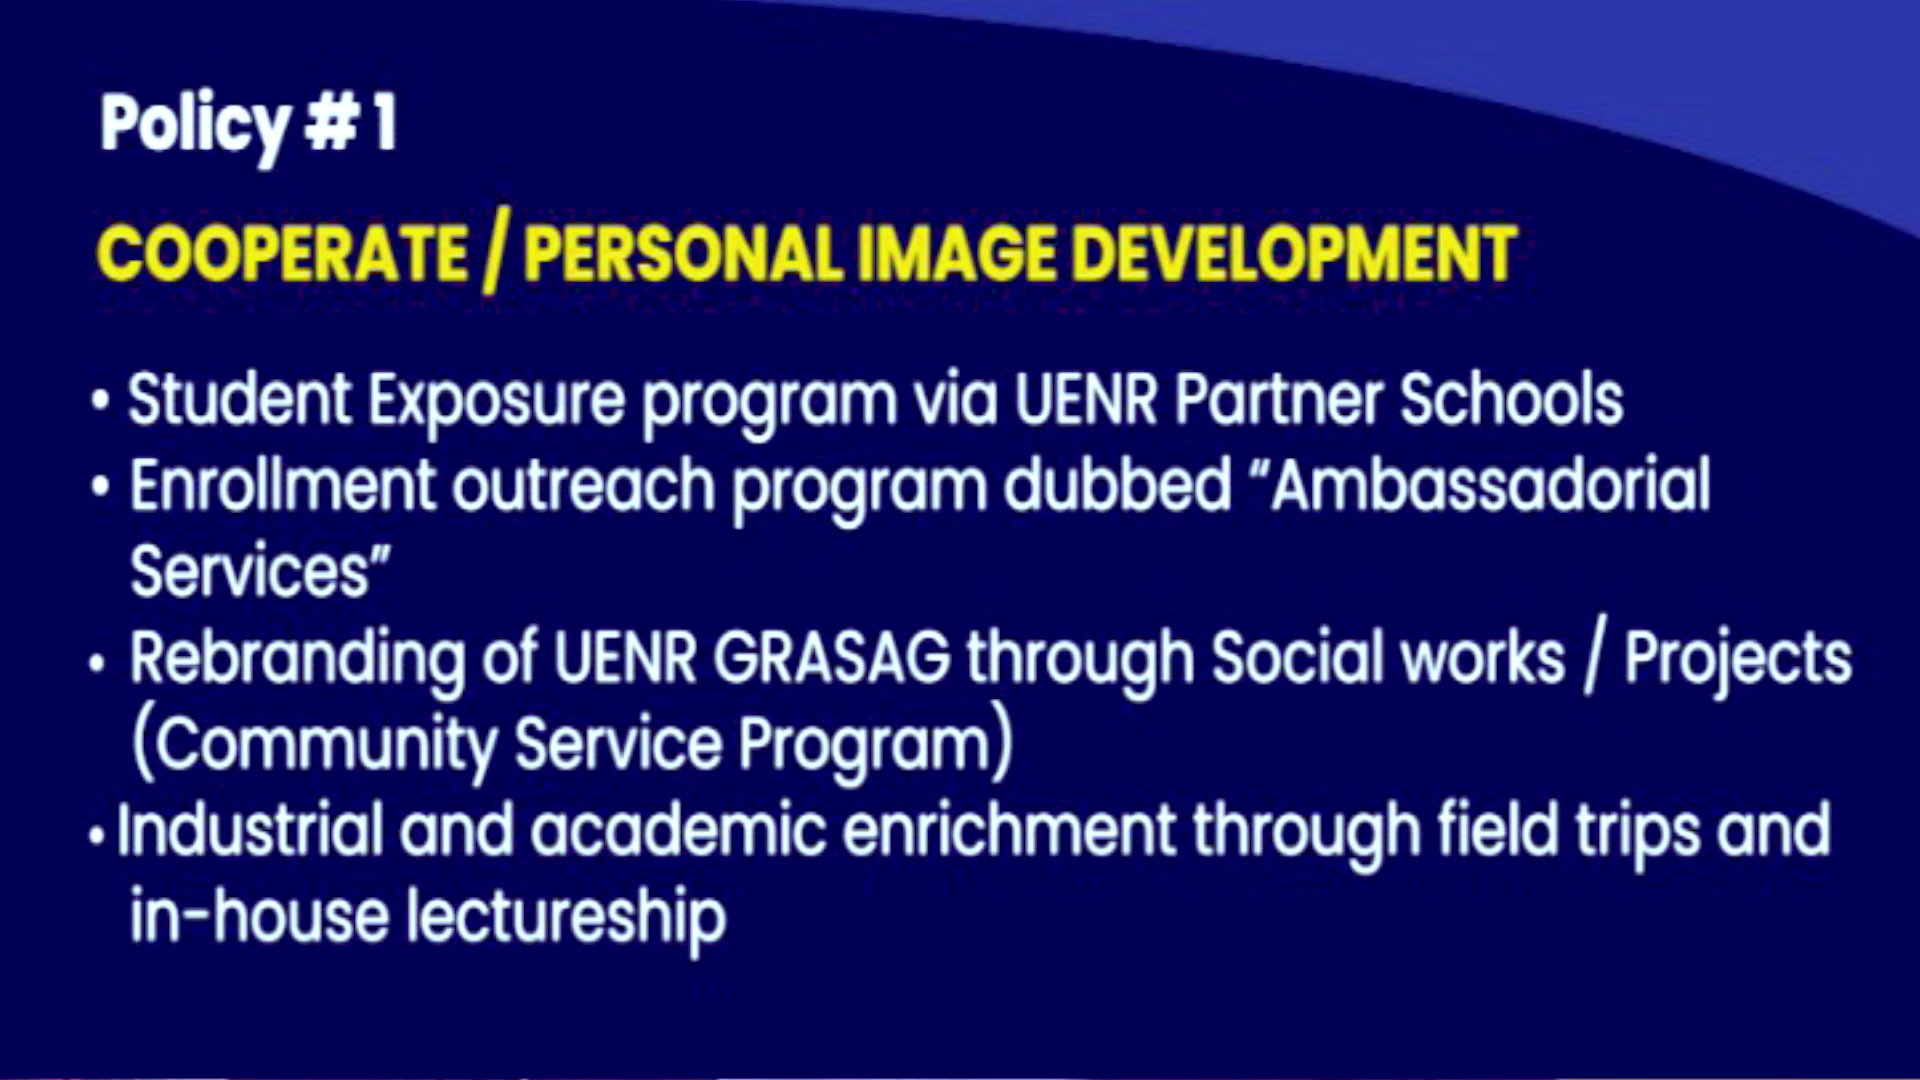 Policy # 1
COOPERATE / PERSONAL IMAGE DEVELOPMENT
• Student Exposure program via UENR Partner Schools
• Enrollment outreach program dubbed "Ambassadorial
Services"
• Rebranding of UENR GRASAG through Social works / Projects
(Community Service Program)
• Industrial and academic enrichment through field trips and
in-house lectureship